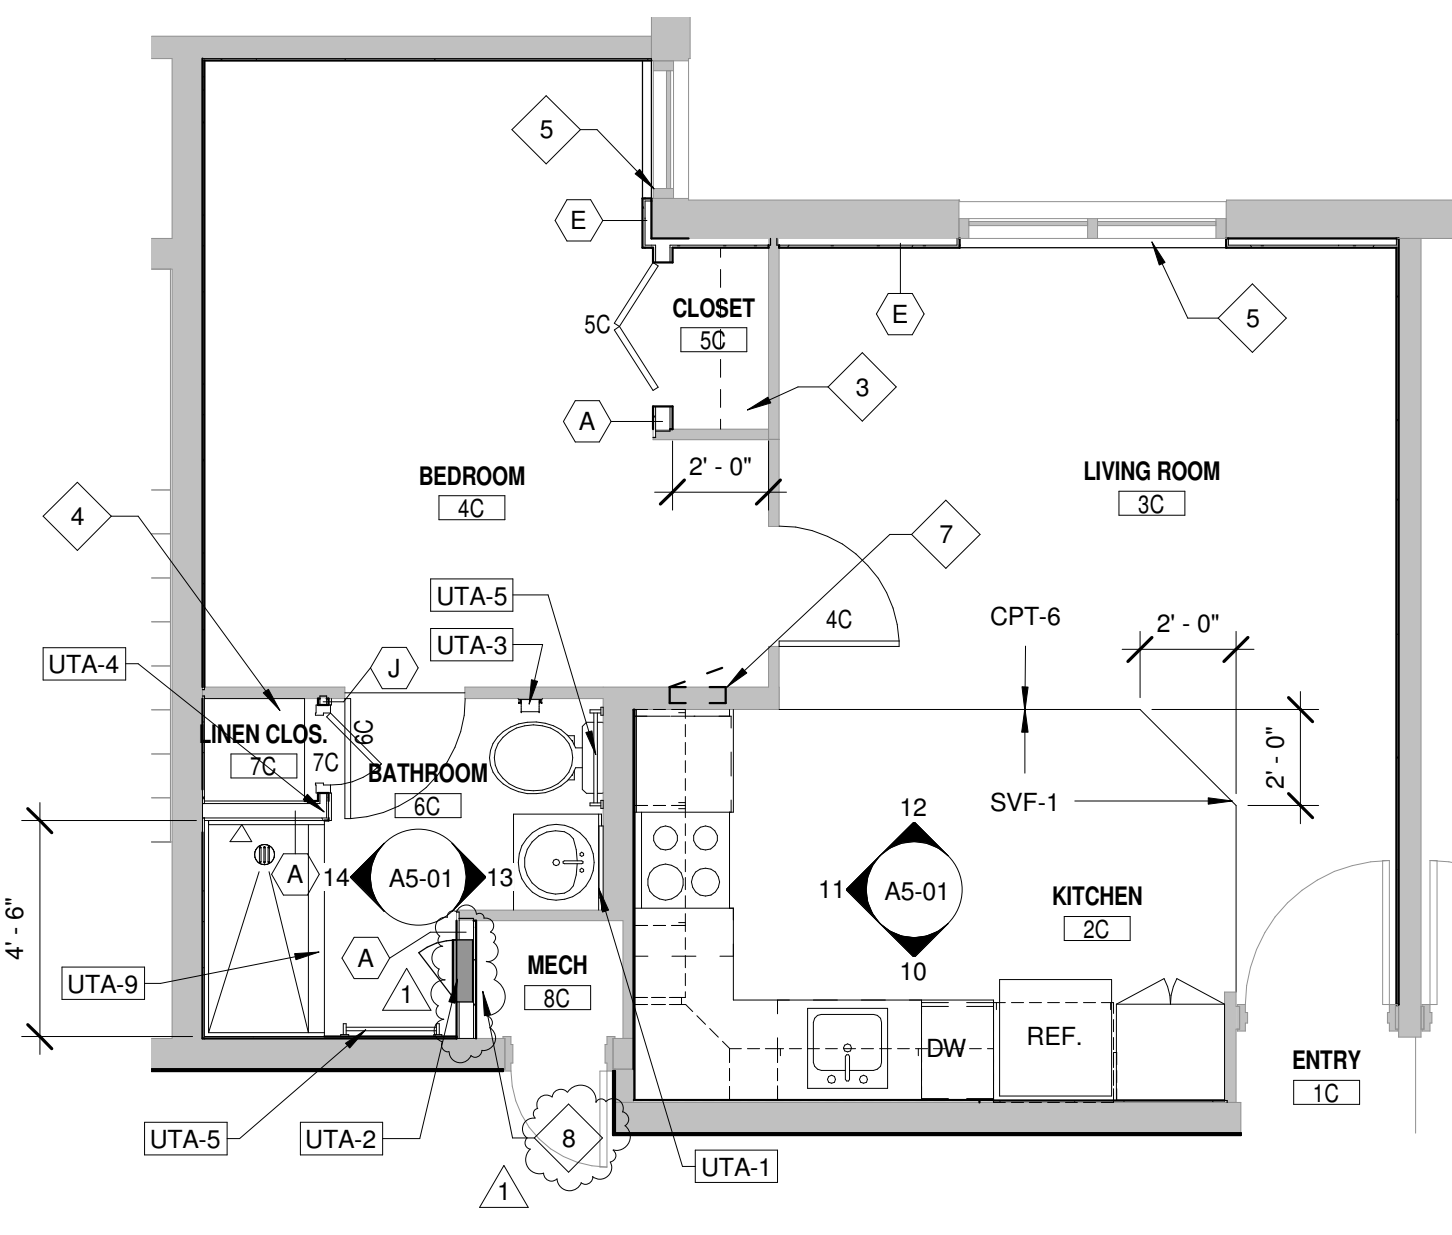 5
E
CLOSET
5C
5C
E
5
3
A
2' - 0"
BEDROOM
4C
LIVING ROOM
3C
4
7
UTA-5
UTA-3
4C
CPT-6
2' - 0"
UTA-4
J
LINEN CLOS.
7C
7C
6C
BATHROOM
6C
2' - 0"
SVF-1
12
A
14
A5-01
13
11
A5-01
10
KITCHEN
2C
4' - 6"
UTA-9
A
1
MECH
8C
DW
REF.
ENTRY
1C
UTA-5
UTA-2
8
UTA-1
1